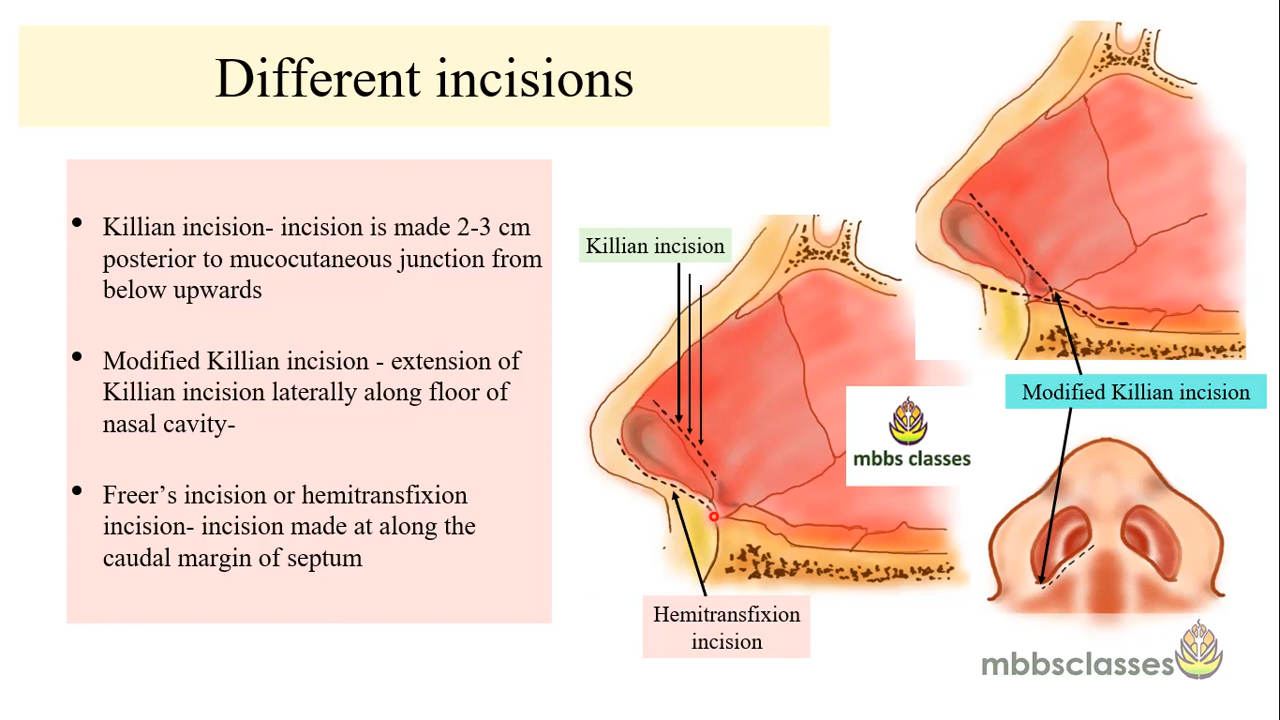 Different incisions
• Killian incision- incision is made 2-3 cm
posterior to mucocutaneous junction from
below upwards
• Modified Killian incision - extension of
Killian incision laterally along floor of
nasal cavity-
• Freer’s incision or hemitransfixion
incision- incision made at along the
caudal margin of septum
Killian incision
Hemitransfixion
incision
mbbs classes
Modified Killian incision
mbbsclasses